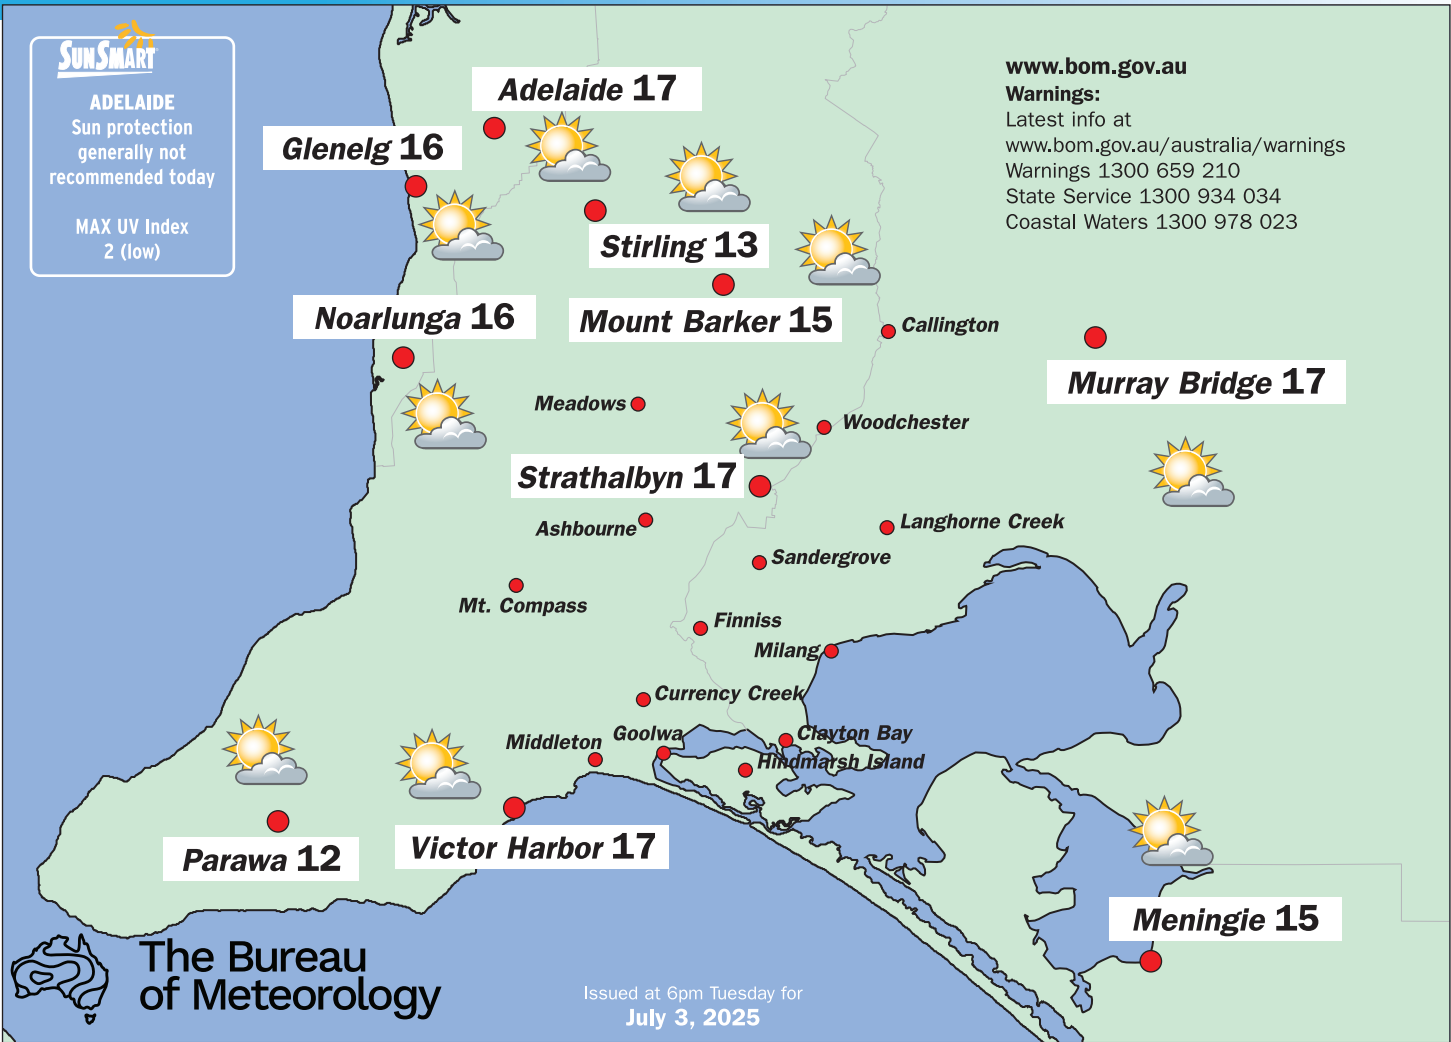 SUNSMART
ADELAIDE
Sun protection
generally not
recommended today
MAX UV Index
2 (low)
www.bom.gov.au
Warnings:
Latest info at
www.bom.gov.au/australia/warnings
Warnings 1300 659 210
State Service 1300 934 034
Coastal Waters 1300 978 023
Adelaide 17
Glenelg 16
Stirling 13
Noarlunga 16
Mount Barker 15
Callington
Murray Bridge 17
Meadows
Woodchester
Strathalbyn 17
Ashbourne
Langhorne Creek
Sandergrove
Mt. Compass
Finniss
Milang
Currency Creek
Middleton
Goolwa
Clayton Bay
Hindmarsh Island
Parawa 12
Victor Harbor 17
Meningie 15
The Bureau
of Meteorology
Issued at 6pm Tuesday for
July 3, 2025